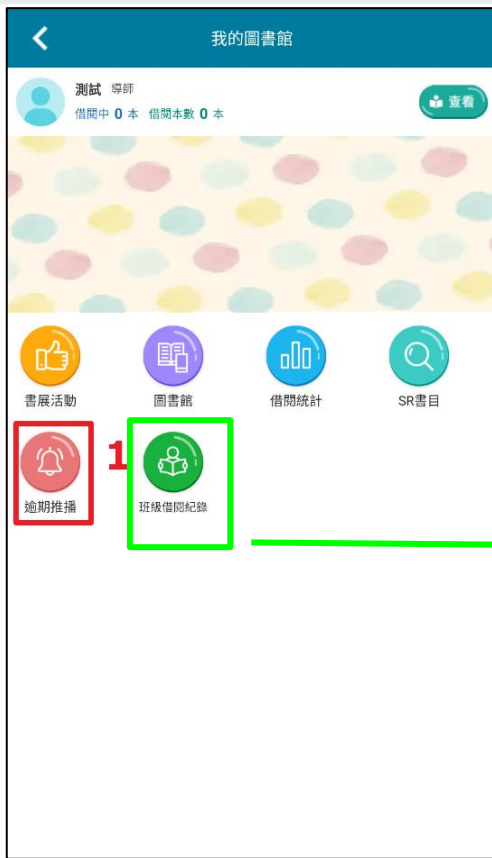 我的圖書館
測試 導師
借閱中 0 本 借閱本數 0 本
查看
書展活動
圖書館
借閱統計
SR書目
逾期推播
1
班級借閱紀錄